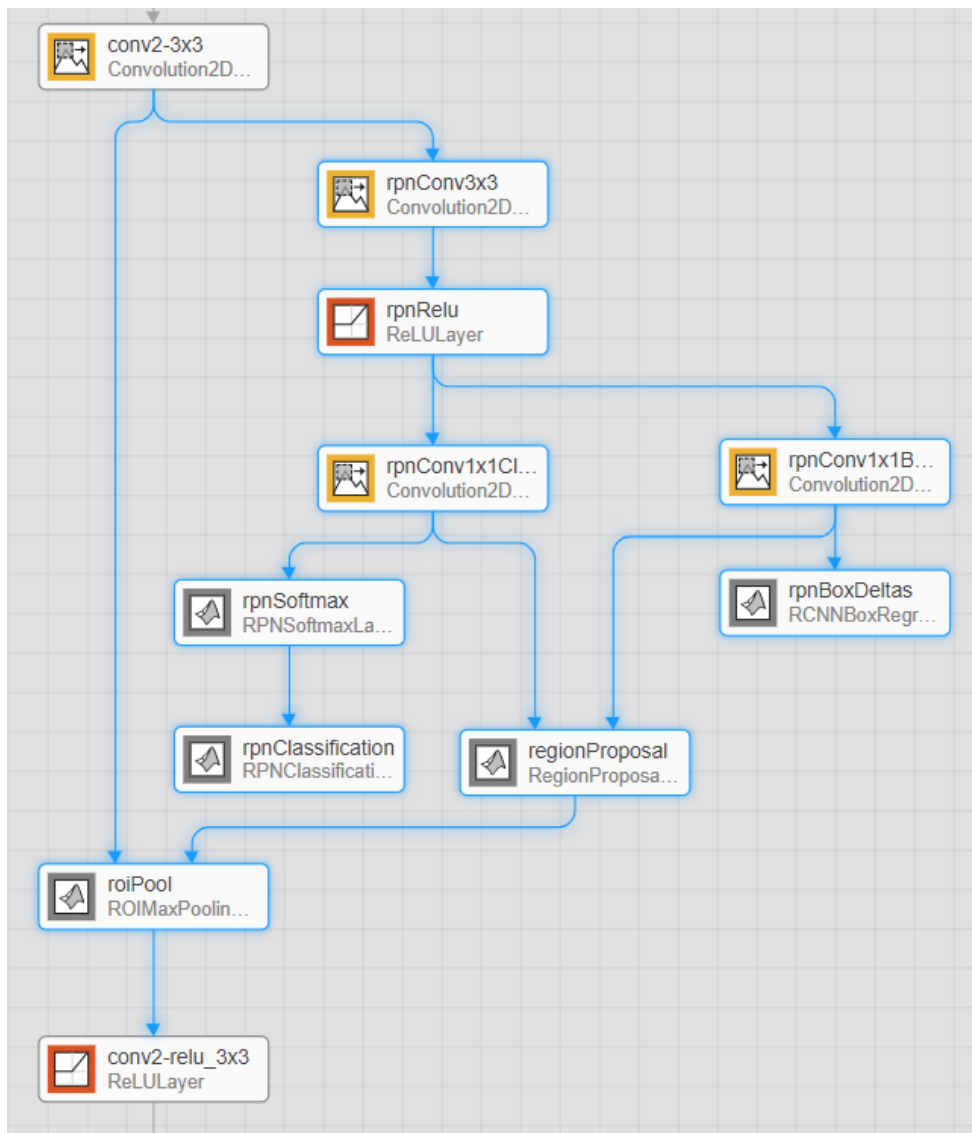 conv2-3x3
Convolution2D...
rpnConv3x3
Convolution2D...
rpnRelu
ReLULayer
rpnConv1x1Cl...
Convolution2D...
rpnConv1x1B...
Convolution2D...
rpnSoftmax
RPNSoftmaxLa...
rpnBoxDeltas
RCNNBoxRegr...
rpnClassification
RPNClassificati...
regionProposal
RegionProposa...
roiPool
ROIMaxPoolin...
conv2-relu_3x3
ReLULayer